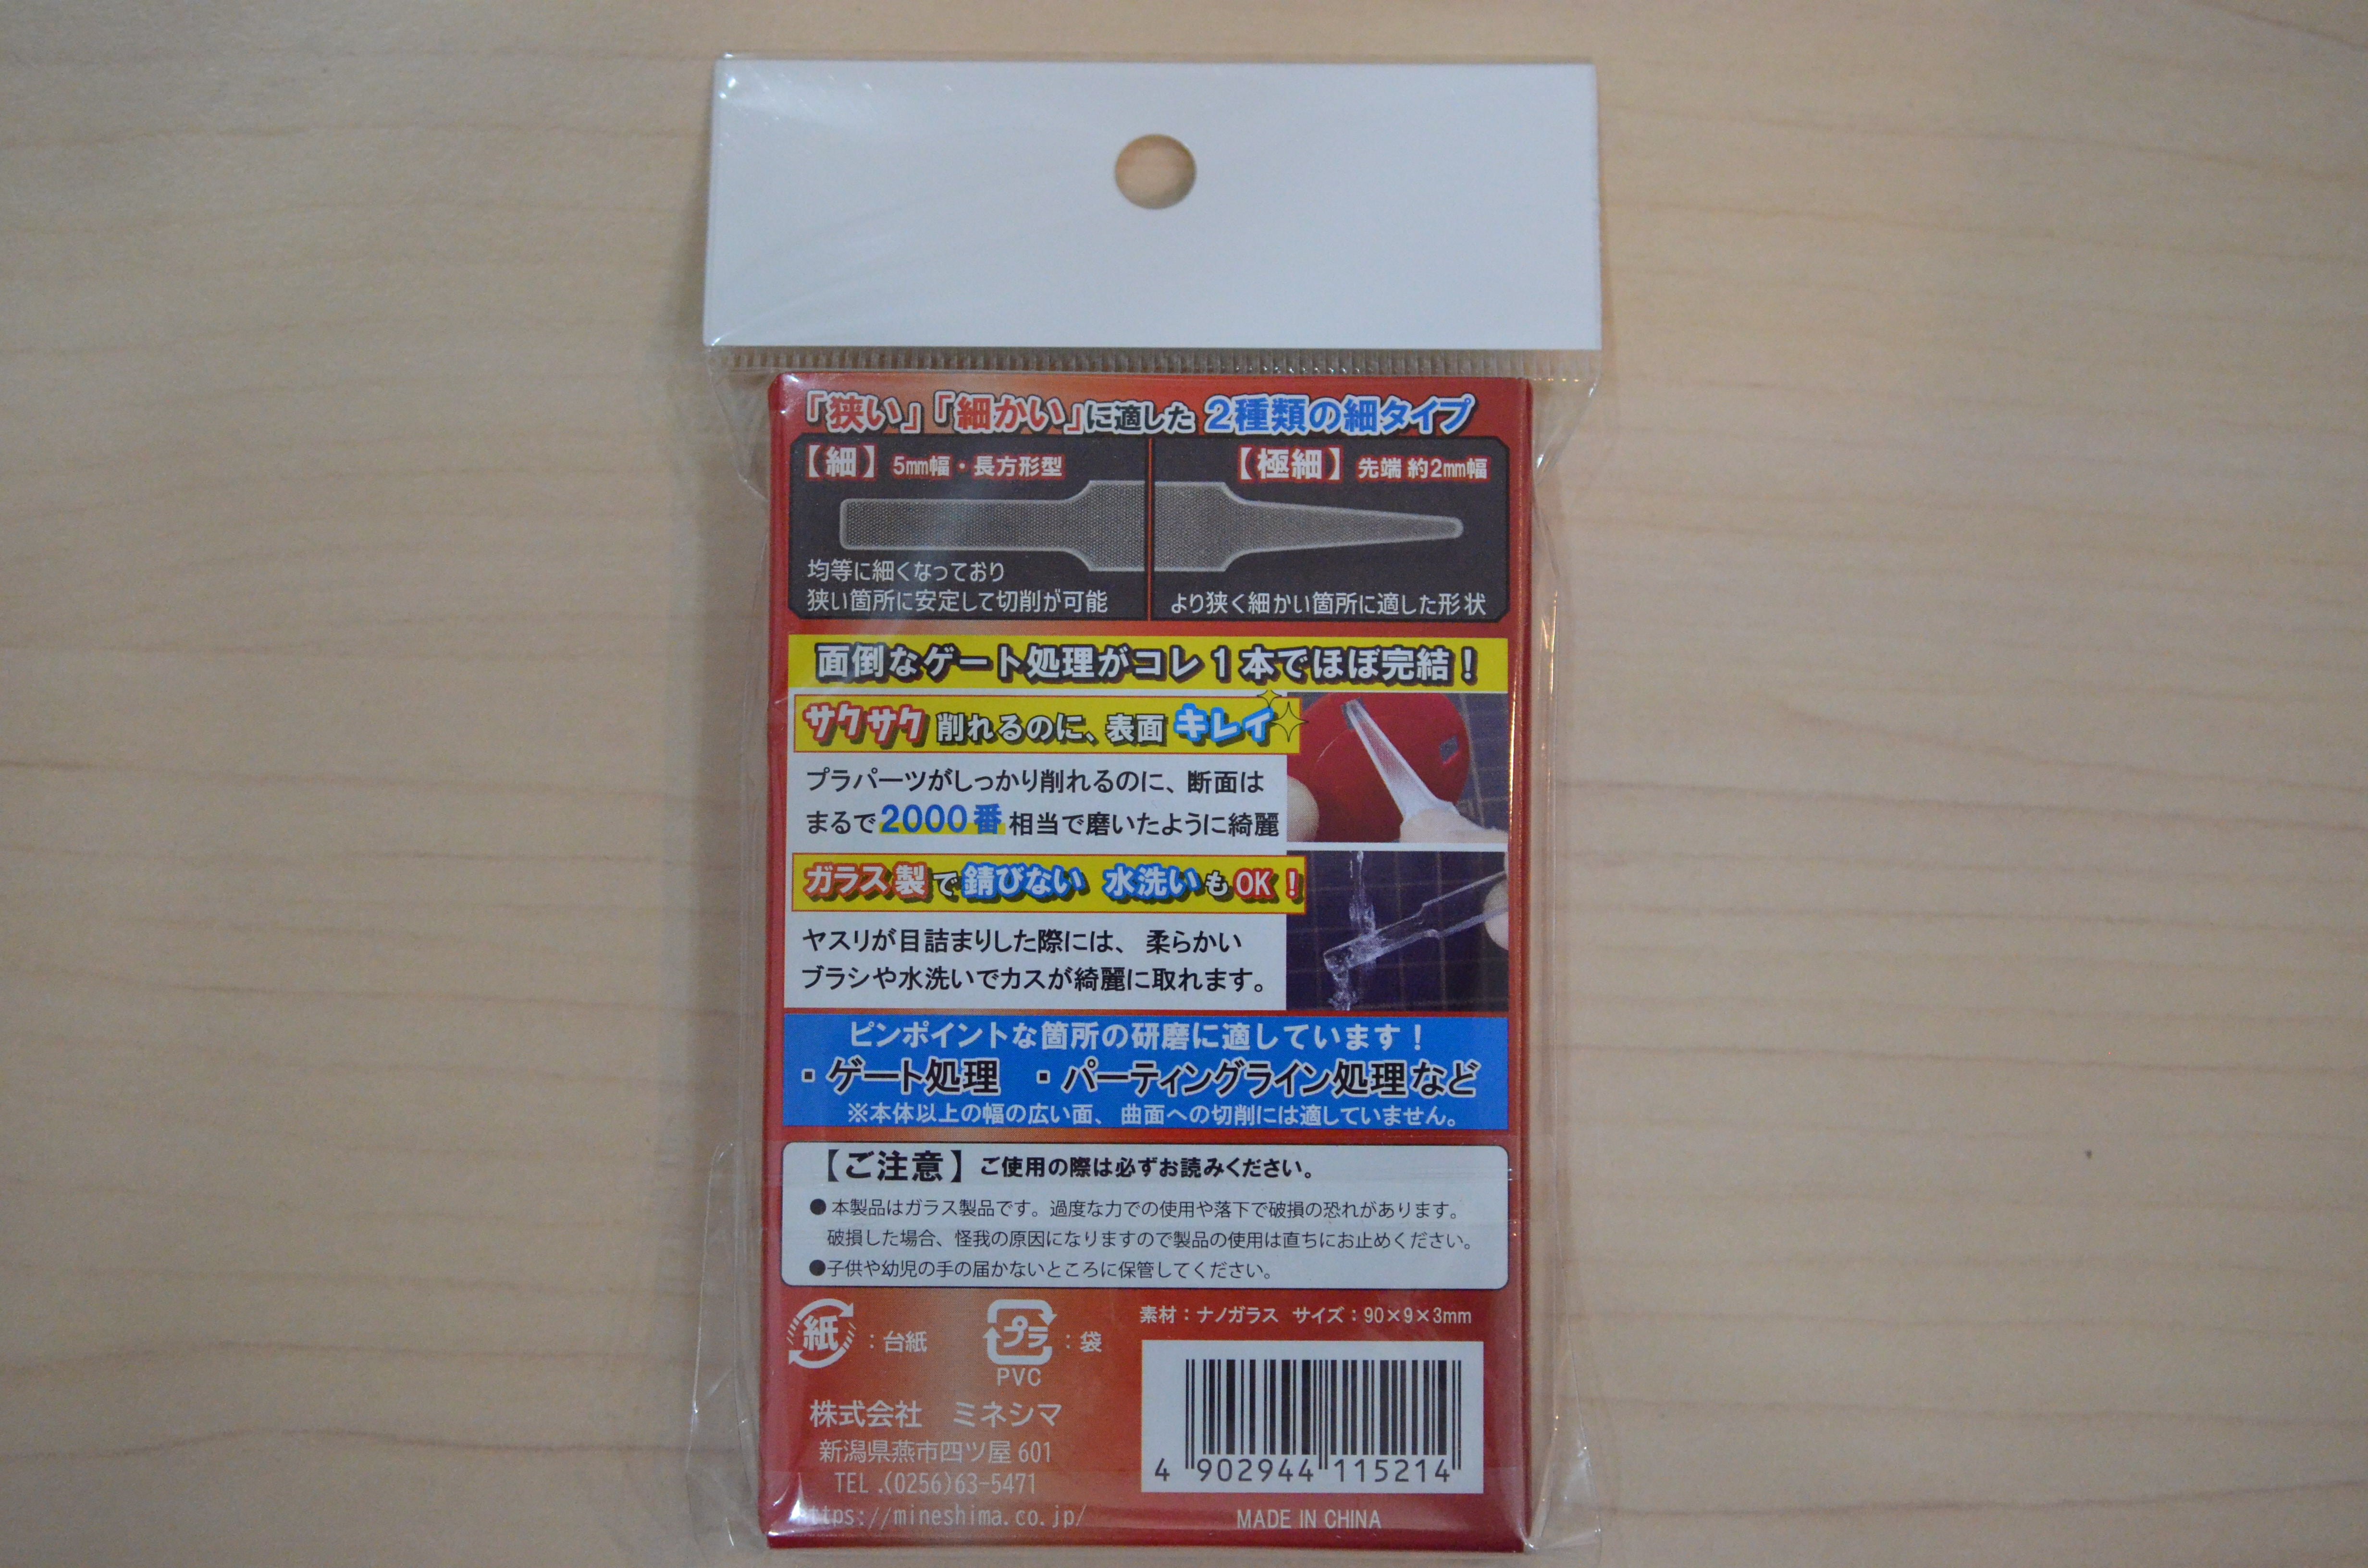 「狭い」「細かい」に適した 2種類の細タイプ
【細】 5mm幅・長方形型
【極細】 先端 約2mm幅
均等に細くなっており
狭い箇所に安定して切削が可能
より狭く細かい箇所に適した形状
面倒なゲート処理がコレ1本でほぼ完結！
サクサク 削れるのに、表面 キレイ
プラパーツがしっかり削れるのに、断面は
まるで2000番相当で磨いたように綺麗
ガラス製で錆びない 水洗いもOK！
ヤスリが目詰まりした際には、柔らかい
ブラシや水洗いでカスが綺麗に取れます。
ピンポイントな箇所の研磨に適しています！
・ゲート処理 ・パーティングライン処理など
※本体以上の幅の広い面、曲面への切削には適していません。
【ご注意】 ご使用の際は必ずお読みください。
●本製品はガラス製品です。過度な力での使用や落下で破損の恐れがあります。
破損した場合、怪我の原因になりますので製品の使用は直ちにお止めください。
●子供や幼児の手の届かないところに保管してください。
素材：ナノガラス サイズ：90×9×3mm
紙：台紙 プラ：袋
PVC
株式会社 ミネシマ
新潟県燕市四ツ屋 601
TEL.(0256)63-5471
https://mineshima.co.jp/
4 902944 115214
MADE IN CHINA